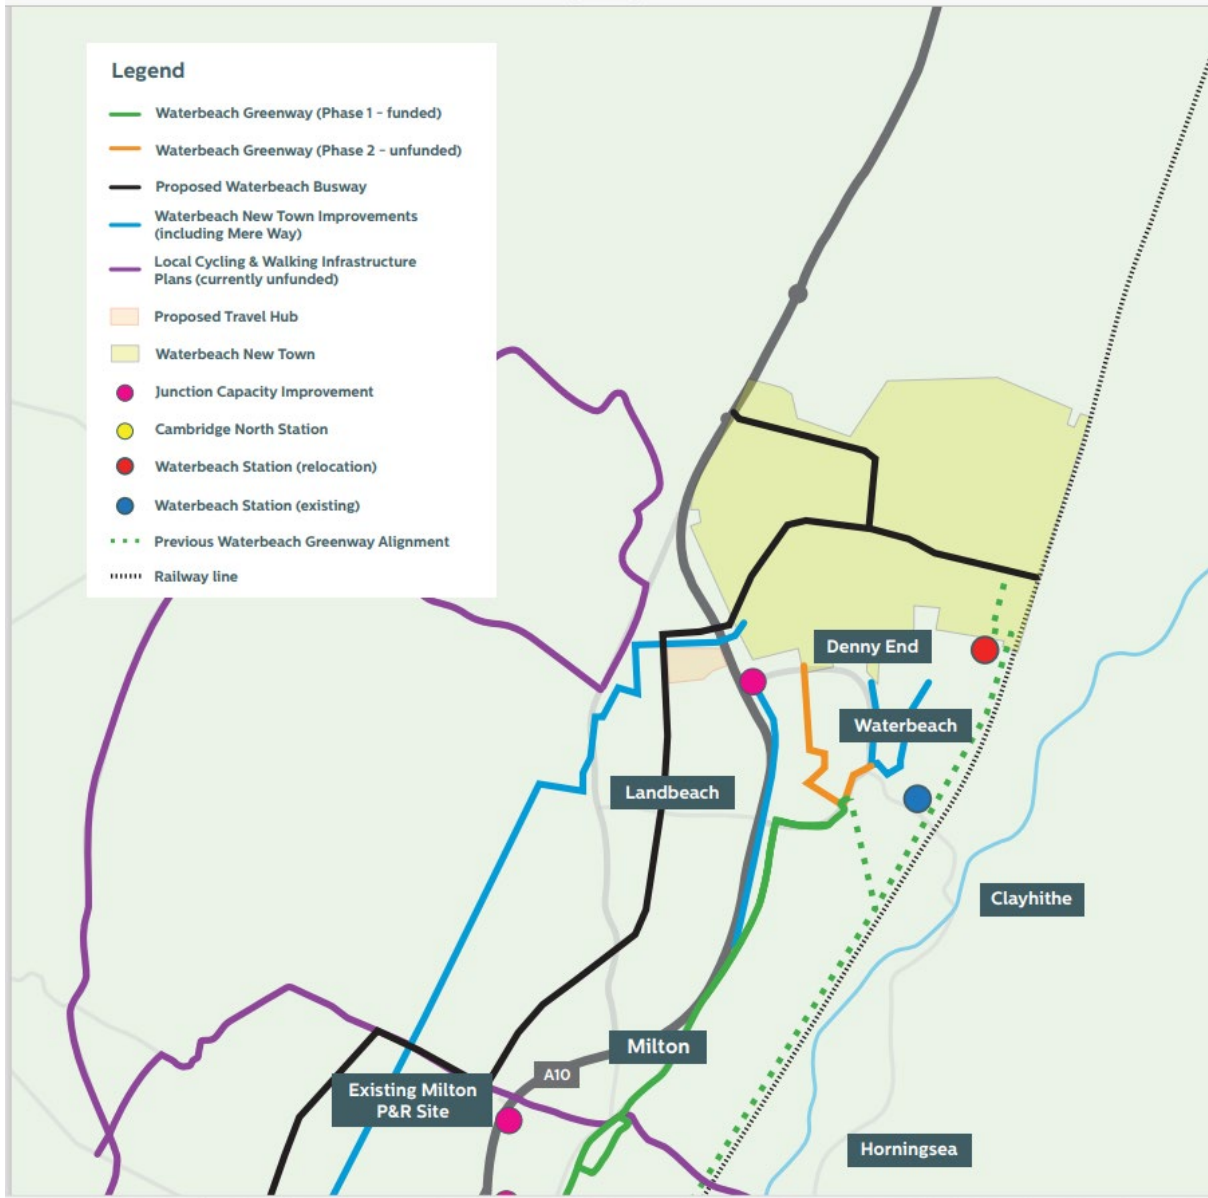 Legend
Waterbeach Greenway (Phase 1 - funded)
Waterbeach Greenway (Phase 2 - unfunded)
Proposed Waterbeach Busway
Waterbeach New Town Improvements
(including Mere Way)
Local Cycling & Walking Infrastructure
Plans (currently unfunded)
Proposed Travel Hub
Waterbeach New Town
Junction Capacity Improvement
Cambridge North Station
Waterbeach Station (relocation)
Waterbeach Station (existing)
Previous Waterbeach Greenway Alignment
Railway line
Denny End
Waterbeach
Landbeach
Clayhithe
Milton
A10
Existing Milton
P&R Site
Horningsea